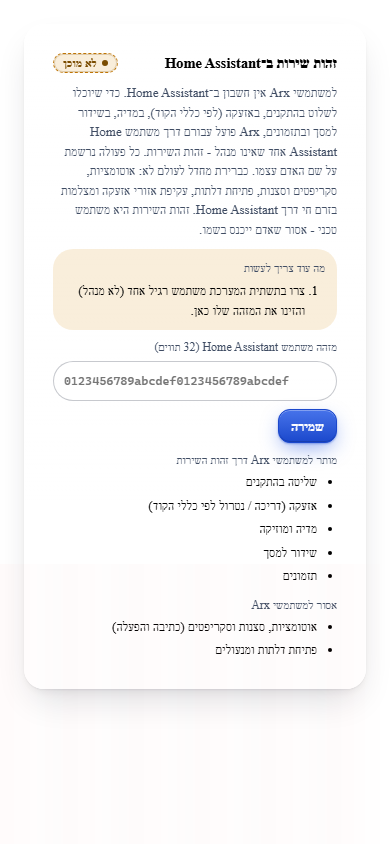 זהות שירות ב־Home Assistant
לא מוכן
למשתמשי Arx אין חשבון ב־Home Assistant. כדי שיוכלו
לשלוט בהתקנים, באזעקה (לפי כללי הקוד), במדיה, בשידור
למסך ובתזמונים, Arx פועל עבורם דרך משתמש Home
Assistant אחד שאינו מנהל - זהות השירות. כל פעולה נרשמת
על שם האדם עצמו. כברירת מחדל לעולם לא: אוטומציות,
סקריפטים וסצנות, פתיחת דלתות, עקיפת אזורי אזעקה ומצלמות
בזרם חי דרך Home Assistant. זהות השירות היא משתמש
טכני - אסור שאדם ייכנס בשמו.
מה עוד צריך לעשות
1. צרו בתשתית המערכת משתמש רגיל אחד (לא מנהל)
והזינו את המזהה שלו כאן.
מזהה משתמש Home Assistant (32 תווים)
0123456789abcdef0123456789abcdef
שמירה
מותר למשתמשי Arx דרך זהות השירות
• שליטה בהתקנים
• אזעקה (דריכה / נטרול לפי כללי הקוד)
• מדיה ומוזיקה
• שידור למסך
• תזמונים
אסור למשתמשי Arx
• אוטומציות, סצנות וסקריפטים (כתיבה והפעלה)
• פתיחת דלתות ומנעולים